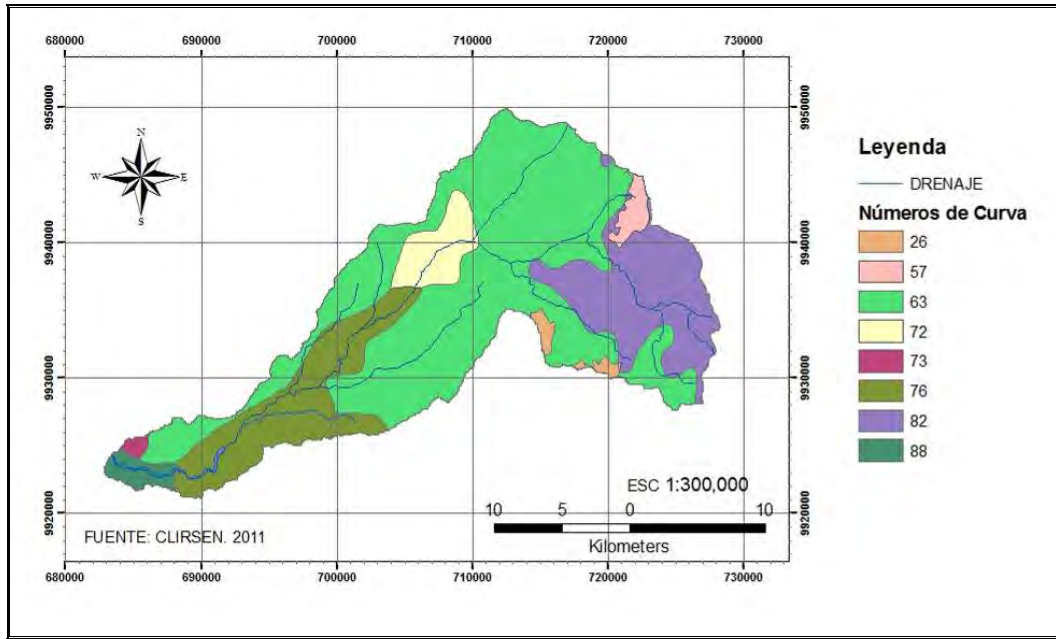 680000 690000 700000 710000 720000 730000
9950000 9950000
N
W E
S
9940000 9940000
9930000 9930000
9920000 9920000
ESC 1:300,000
10 5 0 10
Kilometers
FUENTE: CLIRSEN. 2011
680000 690000 700000 710000 720000 730000
Leyenda
DRENAJE
Números de Curva
26
57
63
72
73
76
82
88